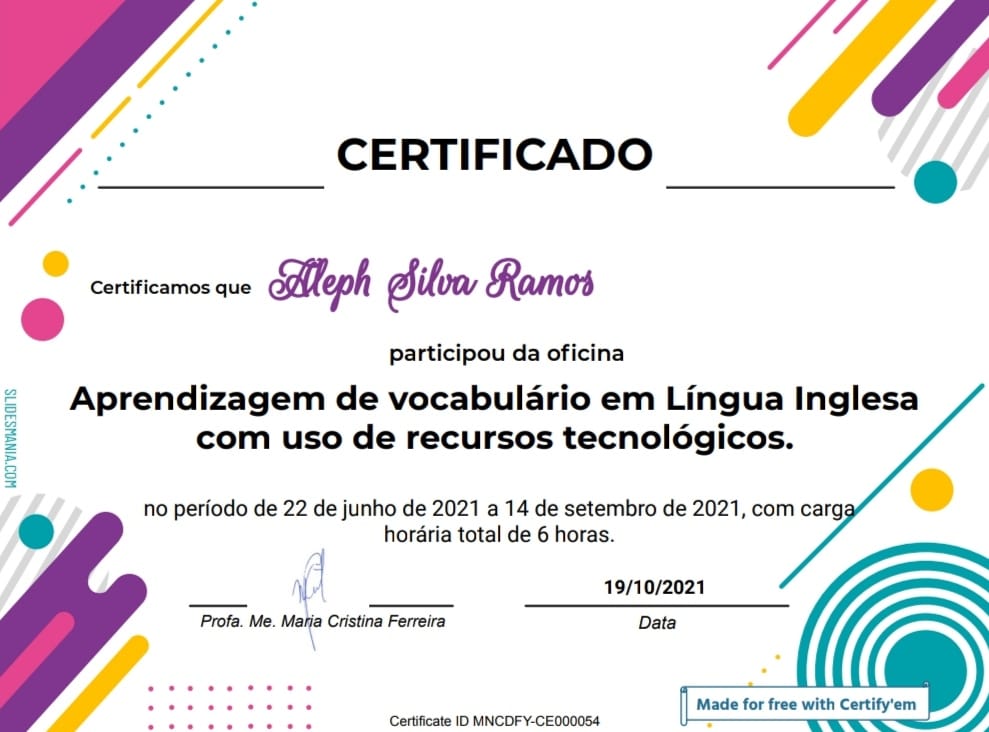 CERTIFICADO
Certificamos que Aleph Silva Ramos
participou da oficina
Aprendizagem de vocabulário em Língua Inglesa
com uso de recursos tecnológicos.
SLIDESMANIA.COM
no período de 22 de junho de 2021 a 14 de setembro de 2021, com carga
horária total de 6 horas.
19/10/2021
Profa. Me. Maria Cristina Ferreira
Data
Made for free with Certify'em
Certificate ID MNCDFY-CE000054